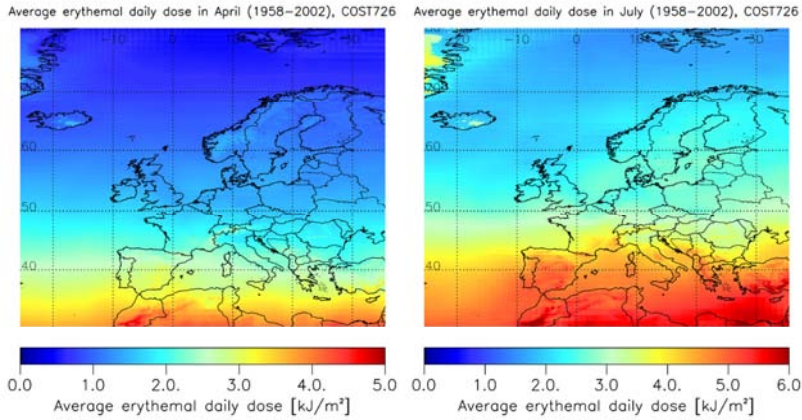 Average erythemal daily dose in April (1958-2002), COST726
Average erythemal daily dose in July (1958-2002), COST726
-10 0 10 20 30
-10 0 10 20 30
60
60
50
50
40
40
0.0 1.0 2.0. 3.0 4.0 5.0
0.0 1.0 2.0. 3.0 4.0 5.0 6.0
Average erythemal daily dose [kJ/m²]
Average erythemal daily dose [kJ/m²]